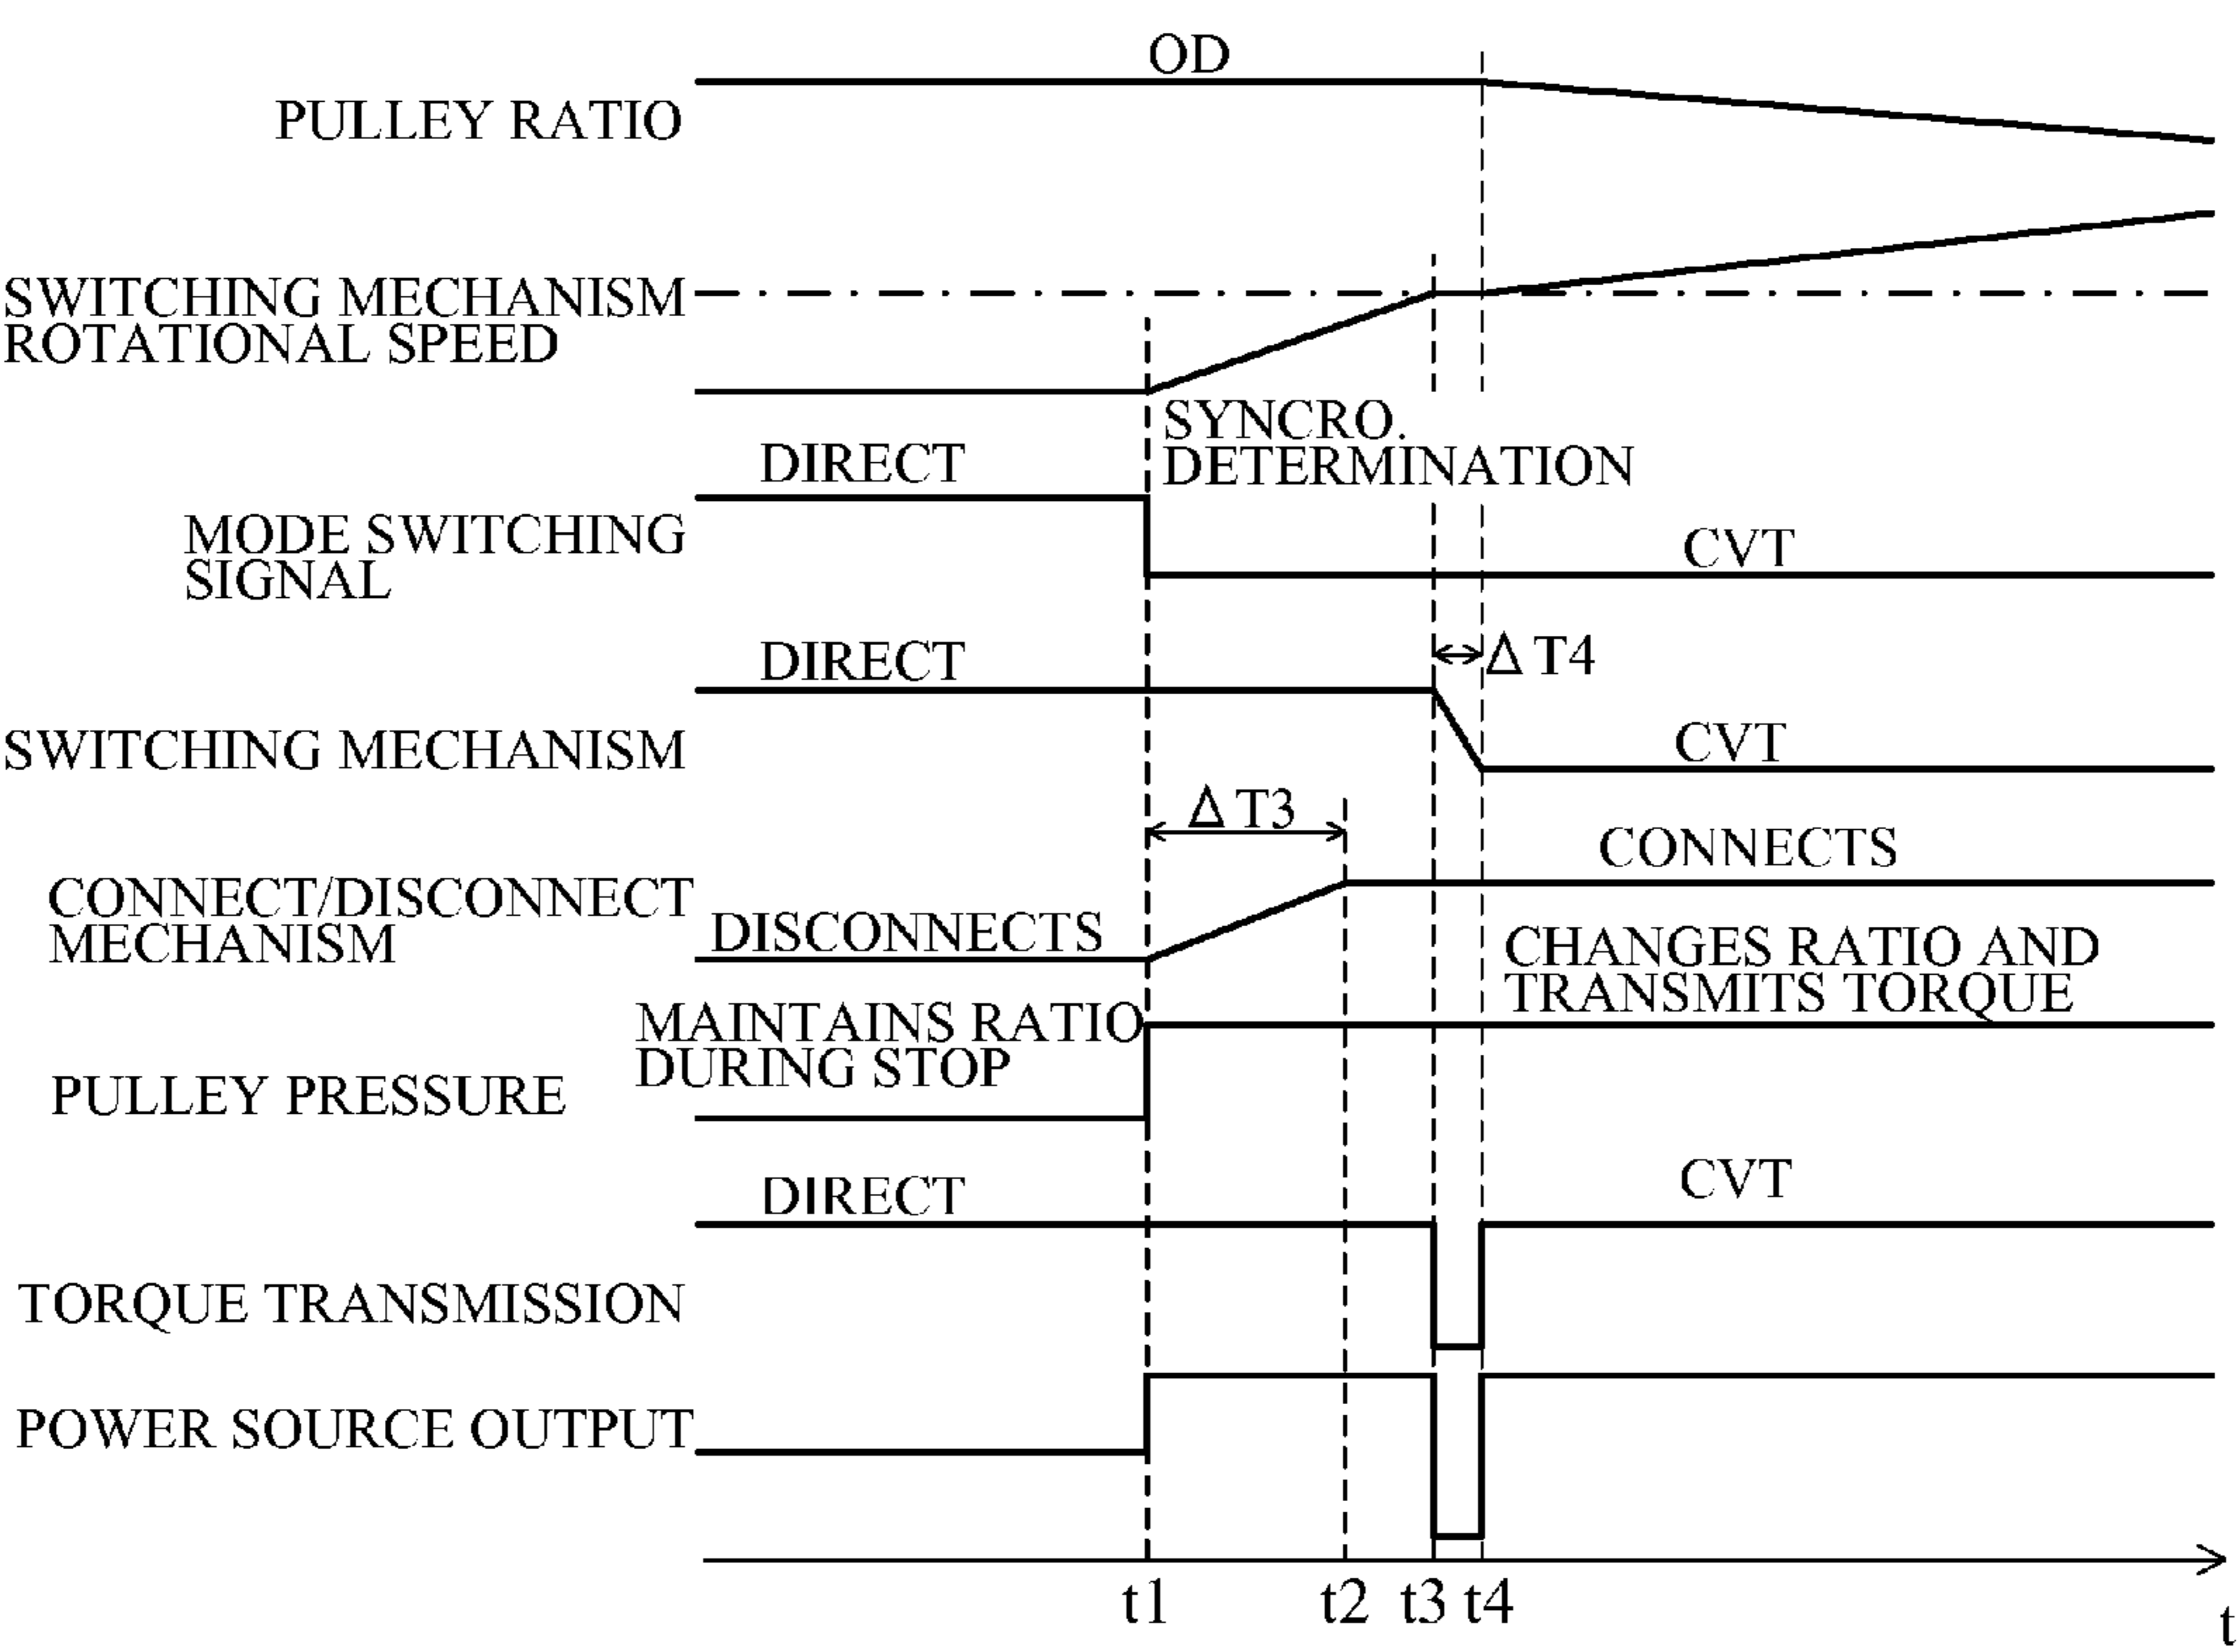 OD
PULLEY RATIO
SWITCHING MECHANISM
ROTATIONAL SPEED
SYNCRO.
DETERMINATION
DIRECT
MODE SWITCHING
SIGNAL
CVT
DIRECT
Δ T4
SWITCHING MECHANISM
CVT
Δ T3
CONNECTS
CONNECT/DISCONNECT
MECHANISM
DISCONNECTS
CHANGES RATIO AND
TRANSMITS TORQUE
MAINTAINS RATIO
DURING STOP
PULLEY PRESSURE
DIRECT
CVT
TORQUE TRANSMISSION
POWER SOURCE OUTPUT
t1 t2 t3 t4
t